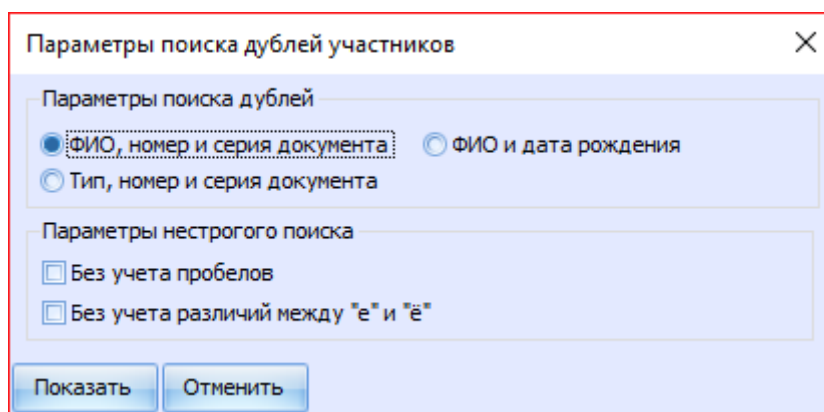 Параметры поиска дублей участников
Параметры поиска дублей
ФИО, номер и серия документа ФИО и дата рождения
Тип, номер и серия документа
Параметры нестрогого поиска
Без учета пробелов
Без учета различий между "е" и "ё"
Показать Отменить